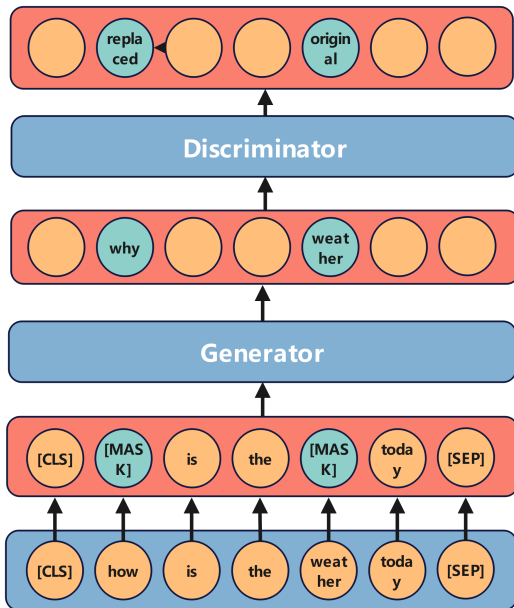 repla
ced
origin
al
Discriminator
why
weat
her
Generator
[CLS] [MAS
K] is the [MAS
K] toda
y [SEP]
[CLS] how is the weat
her toda
y [SEP]